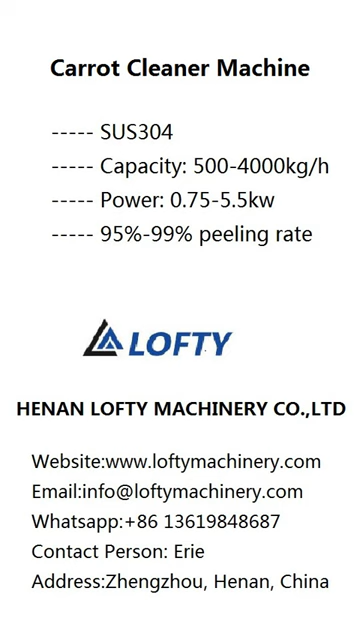 Carrot Cleaner Machine
----- SUS304
----- Capacity: 500-4000kg/h
----- Power: 0.75-5.5kw
----- 95%-99% peeling rate
LOFTY
HENAN LOFTY MACHINERY CO.,LTD
Website:www.loftymachinery.com
Email:info@loftymachinery.com
Whatsapp:+86 13619848687
Contact Person: Erie
Address:Zhengzhou, Henan, China